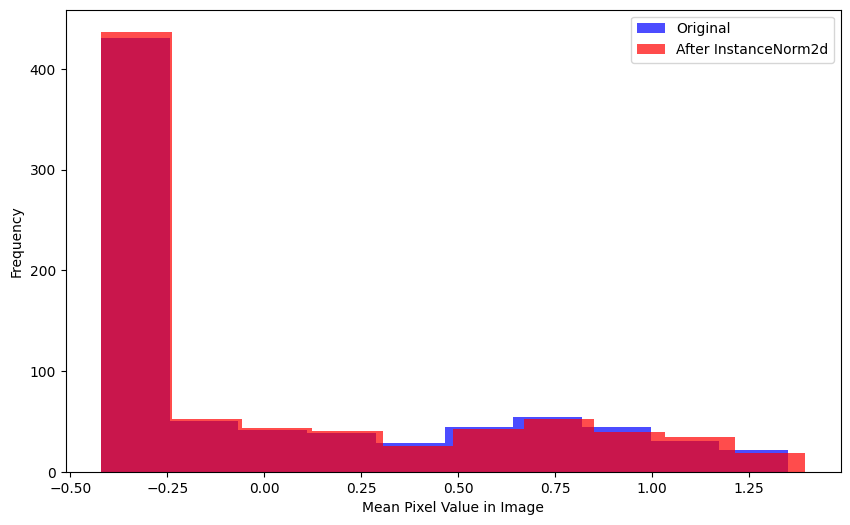 Original
After InstanceNorm2d
400
300
200
100
0
Frequency
−0.50 −0.25 0.00 0.25 0.50 0.75 1.00 1.25
Mean Pixel Value in Image